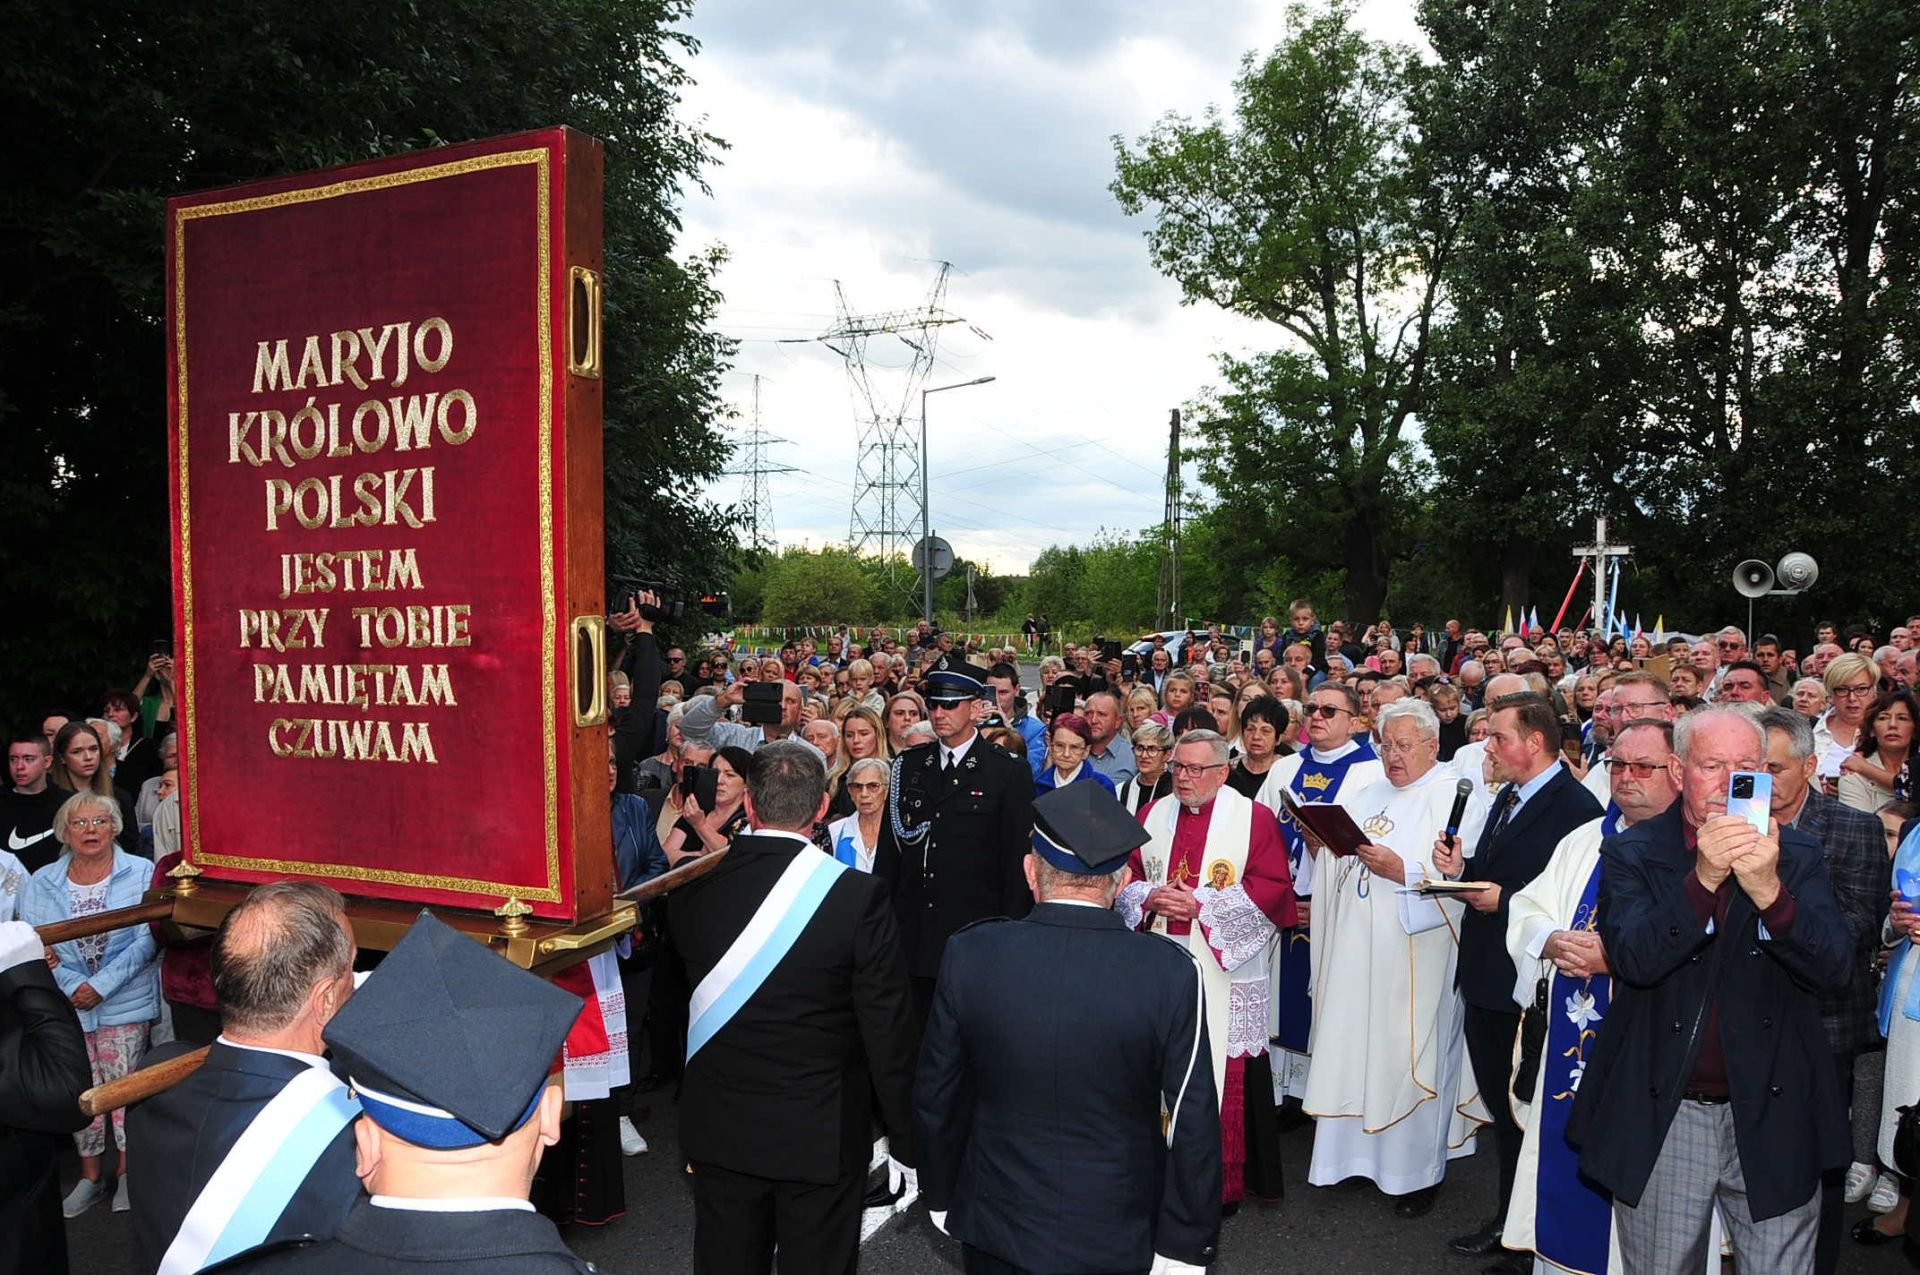 MARYJO
KRÓLOWO
POLSKI
JESTEM
PRZY TOBIE
PAMIĘTAM
CZUWAM